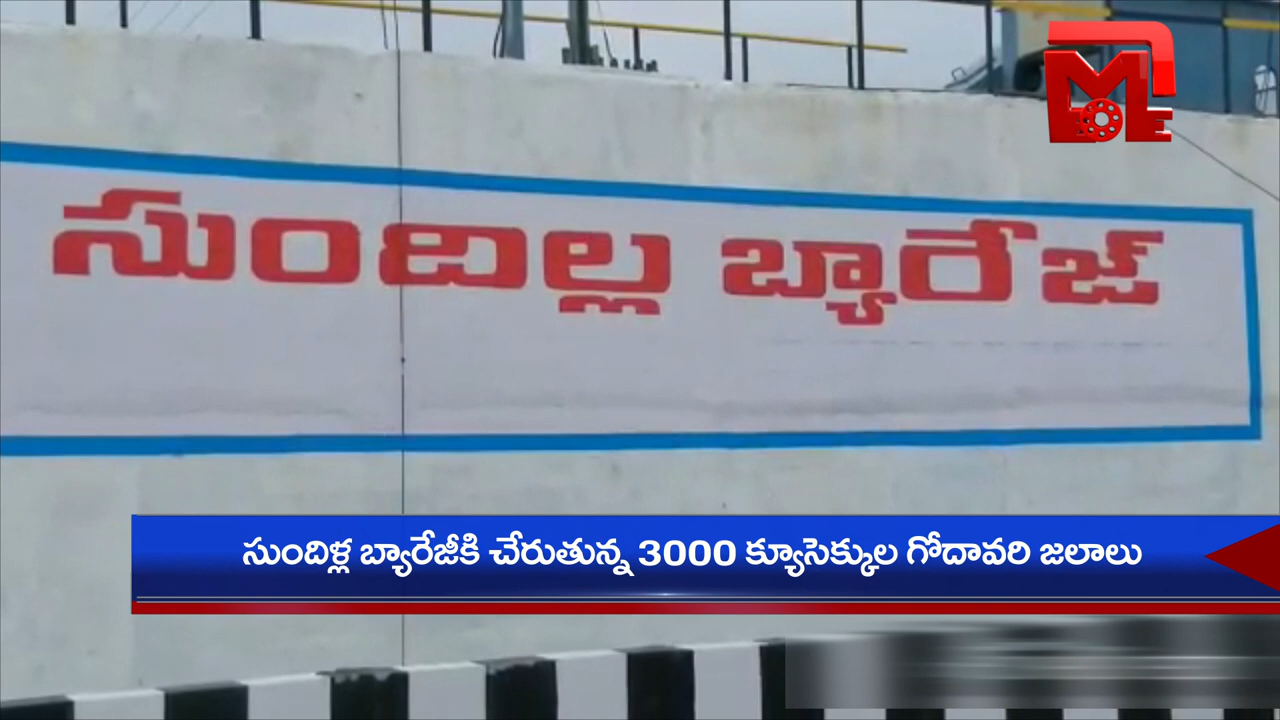 సుందిల్ల బ్యారేజ్
సుందిళ్ల బ్యారేజీకి చేరుతున్న 3000 క్యూసెక్కుల గోదావరి జలాలు